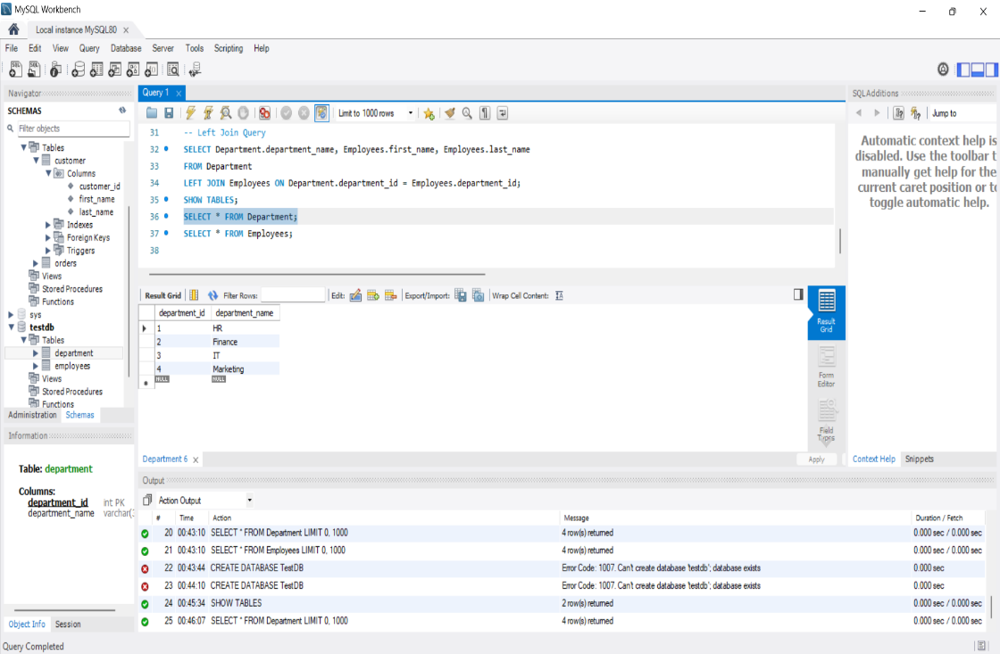 MySQL Workbench
Local instance MySQL80 x
File Edit View Query Database Server Tools Scripting Help
Navigator
SCHEMAS
Filter objects
Tables
customer
Columns
customer_id
first_name
last_name
Indexes
Foreign Keys
Triggers
orders
Views
Stored Procedures
Functions
sys
testdb
Tables
department
employees
Views
Stored Procedures
Functions
Administration Schemas
Information
Table: department
Columns:
department_id int PK
department_name varchar(
Object Info Session
Query Completed
Query 1 x
Limit to 1000 rows
31 -- Left Join Query
32 SELECT Department.department_name, Employees.first_name, Employees.last_name
33 FROM Department
34 LEFT JOIN Employees ON Department.department_id = Employees.department_id;
35 SHOW TABLES;
36 SELECT * FROM Department;
37 SELECT * FROM Employees;
38
Result Grid Filter Rows: Edit: Export/Import: Wrap Cell Content:
department_id department_name
1 HR
2 Finance
3 IT
4 Marketing
NULL NULL
Result
Grid
Form
Editor
Field
Types
Department 6 x
Apply
SQLAdditions
Jump to
Automatic context help is
disabled. Use the toolbar t
manually get help for the
current caret position or to
toggle automatic help.
Context Help Snippets
Output
Action Output
# Time Action Message Duration / Fetch
20 00:43:10 SELECT * FROM Department LIMIT 0, 1000 4 row(s) returned 0.000 sec / 0.000 sec
21 00:43:10 SELECT * FROM Employees LIMIT 0, 1000 4 row(s) returned 0.000 sec / 0.000 sec
22 00:43:44 CREATE DATABASE TestDB Error Code: 1007. Can't create database 'testdb'; database exists 0.000 sec
23 00:44:10 CREATE DATABASE TestDB Error Code: 1007. Can't create database 'testdb'; database exists 0.000 sec
24 00:45:34 SHOW TABLES 2 row(s) returned 0.000 sec / 0.000 sec
25 00:46:07 SELECT * FROM Department LIMIT 0, 1000 4 row(s) returned 0.000 sec / 0.000 sec